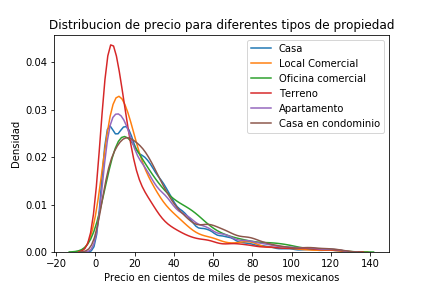 Distribucion de precio para diferentes tipos de propiedad
Densidad
0.04
0.03
0.02
0.01
0.00
Casa
Local Comercial
Oficina comercial
Terreno
Apartamento
Casa en condominio
−20 0 20 40 60 80 100 120 140
Precio en cientos de miles de pesos mexicanos